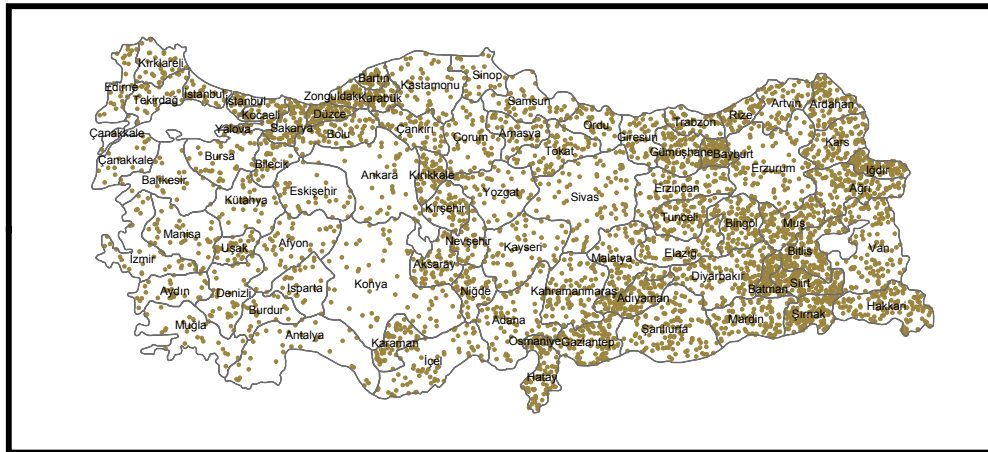 Kırklareli
Edirne
Tekirdağ
İstanbul
İstanbul
Kocaeli
Yalova
Sakarya
Düzce
Zonguldak
Bartın
Karabük
Kastamonu
Sinop
Samsun
Bolu
Çankırı
Çorum
Amasya
Tokat
Ordu
Giresun
Trabzon
Rize
Artvin
Ardahan
Kars
Gümüşhane
Bayburt
Erzurum
Iğdır
Ağrı
Çanakkale
Çanakkale
Bursa
Bilecik
Balıkesir
Kütahya
Eskişehir
Ankara
Kırıkkale
Kırşehir
Yozgat
Sivas
Erzincan
Tunceli
Bingöl
Muş
Bitlis
Van
Manisa
İzmir
Uşak
Afyon
Konya
Aksaray
Nevşehir
Kayseri
Malatya
Elazığ
Diyarbakır
Batman
Siirt
Aydın
Denizli
Isparta
Burdur
Niğde
Kahramanmaraş
Adıyaman
Şanlıurfa
Mardin
Şırnak
Hakkari
Muğla
Antalya
Karaman
İçel
Adana
Osmaniye
Gaziantep
Hatay